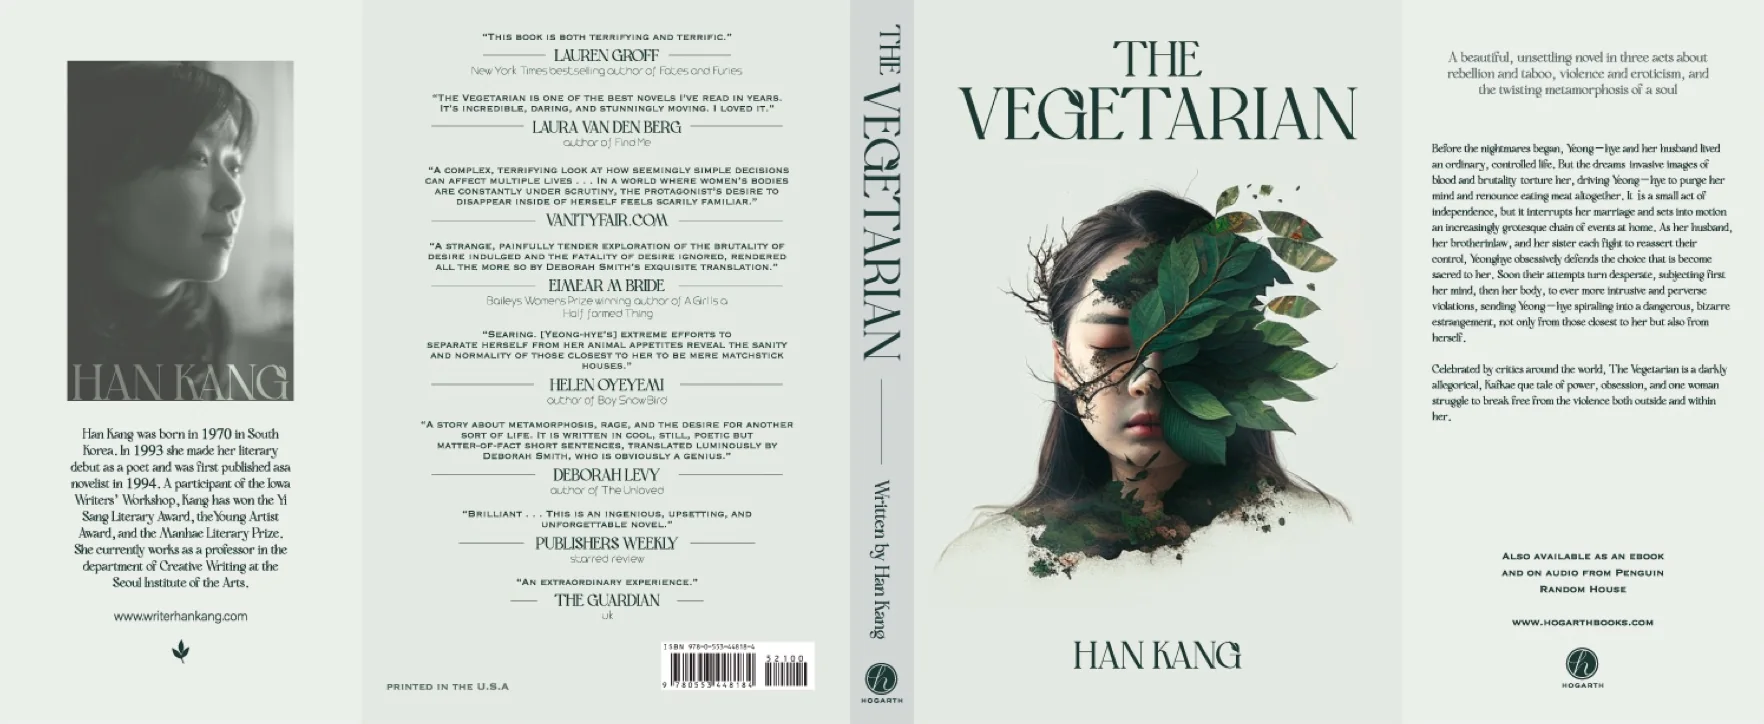 HAN KANG
Han Kang was born in 1970 in South
Korea. In 1993 she made her literary
debut as a poet and was first published asa
novelist in 1994. A participant of the Iowa
Writers' Workshop, Kang has won the Yi
Sang Literary Award, theYoung Artist
Award, and the Manhae Literary Prize.
She currently works as a professor in the
department of Creative Writing at the
Seoul Institute of the Arts.
www.writerhankang.com
"THIS BOOK IS BOTH TERRIFYING AND TERRIFIC."
LAUREN GROFF
New York Times bestselling author of Fates and Furies
"THE VEGETARIAN IS ONE OF THE BEST NOVELS I'VE READ IN YEARS.
IT'S INCREDIBLE, DARING, AND STUNNINGLY MOVING. I LOVED IT."
LAURA VAN DEN BERG
author of Find Me
"A COMPLEX, TERRIFYING LOOK AT HOW SEEMINGLY SIMPLE DECISIONS
CAN AFFECT MULTIPLE LIVES . . . IN A WORLD WHERE WOMEN'S BODIES
ARE CONSTANTLY UNDER SCRUTINY, THE PROTAGONIST'S DESIRE TO
DISAPPEAR INSIDE OF HERSELF FEELS SCARILY FAMILIAR."
VANITYFAIR.COM
"A STRANGE, PAINFULLY TENDER EXPLORATION OF THE BRUTALITY OF
DESIRE INDULGED AND THE FATALITY OF DESIRE IGNORED, RENDERED
ALL THE MORE SO BY DEBORAH SMITH'S EXQUISITE TRANSLATION."
EIMEAR M BRIDE
Baileys Womens Prize winning author of A Girl Is a
Half formed Thing
"SEARING. [YEONG-HYE'S] EXTREME EFFORTS TO
SEPARATE HERSELF FROM HER ANIMAL APPETITES REVEAL THE SANITY
AND NORMALITY OF THOSE CLOSEST TO HER TO BE MERE MATCHSTICK
HOUSES."
HELEN OYEYEMI
author of Boy Snow Bird
"A STORY ABOUT METAMORPHOSIS, RAGE, AND THE DESIRE FOR ANOTHER
SORT OF LIFE. IT IS WRITTEN IN COOL, STILL, POETIC BUT
MATTER-OF-FACT SHORT SENTENCES, TRANSLATED LUMINOUSLY BY
DEBORAH SMITH, WHO IS OBVIOUSLY A GENIUS."
DEBORAH LEVY
author of The Unloved
"BRILLIANT . . . THIS IS AN INGENIOUS, UPSETTING, AND
UNFORGETTABLE NOVEL."
PUBLISHERS WEEKLY
starred review
"AN EXTRAORDINARY EXPERIENCE."
THE GUARDIAN
uk
PRINTED IN THE U.S.A
ISBN 978-0-553-44818-4
52100
9 780553 448184
THE VEGETARIAN
Written by Han Kang
h
HOGARTH
THE
VEGETARIAN
HAN KANG
A beautiful, unsettling novel in three acts about
rebellion and taboo, violence and eroticism, and
the twisting metamorphosis of a soul
Before the nightmares began, Yeong—hye and her husband lived
an ordinary, controlled life. But the dreams invasive images of
blood and brutality torture her, driving Yeong—hye to purge her
mind and renounce eating meat altogether. It is a small act of
independence, but it interrupts her marriage and sets into motion
an increasingly grotesque chain of events at home. As her husband,
her brotherinlaw, and her sister each fight to reassert their
control, Yeonghye obsessively defends the choice that is become
sacred to her. Soon their attempts turn desperate, subjecting first
her mind, then her body, to ever more intrusive and perverse
violations, sending Yeong—hye spiraling into a dangerous, bizarre
estrangement, not only from those closest to her but also from
herself.
Celebrated by critics around the world, The Vegetarian is a darkly
allegorical, Kafkae que tale of power, obsession, and one woman
struggle to break free from the violence both outside and within
her.
ALSO AVAILABLE AS AN EBOOK
AND ON AUDIO FROM PENGUIN
RANDOM HOUSE
WWW.HOGARTHBOOKS.COM
h
HOGARTH